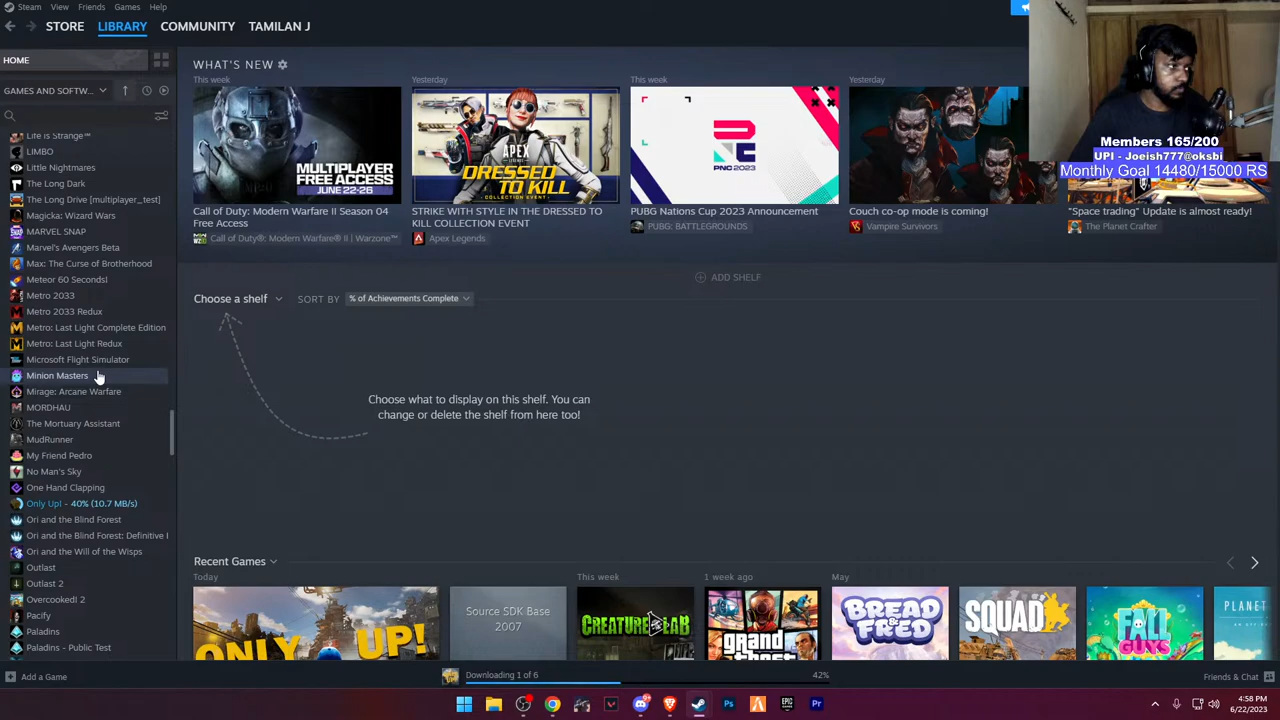 Steam View Friends Games Help
STORE LIBRARY COMMUNITY TAMILAN J
HOME
GAMES AND SOFTW...
Life is Strange™
LIMBO
Little Nightmares
The Long Dark
The Long Drive [multiplayer_test]
Magicka: Wizard Wars
MARVEL SNAP
Marvel's Avengers Beta
Max: The Curse of Brotherhood
Meteor 60 Seconds!
Metro 2033
Metro 2033 Redux
Metro: Last Light Complete Edition
Metro: Last Light Redux
Microsoft Flight Simulator
Minion Masters
Mirage: Arcane Warfare
MORDHAU
The Mortuary Assistant
MudRunner
My Friend Pedro
No Man's Sky
One Hand Clapping
Only Up! - 40% (10.7 MB/s)
Ori and the Blind Forest
Ori and the Blind Forest: Definitive
Ori and the Will of the Wisps
Outlast
Outlast 2
Overcooked! 2
Pacify
Paladins
Paladins - Public Test
Add a Game
WHAT'S NEW
This week
MULTIPLAYER
FREE ACCESS
JUNE 22-26
Call of Duty: Modern Warfare II Season 04
Free Access
Call of Duty®: Modern Warfare® II | Warzone™
Yesterday
APEX
LEGENDS
DRESSED
TO KILL
COLLECTION EVENT
STRIKE WITH STYLE IN THE DRESSED TO
KILL COLLECTION EVENT
Apex Legends
This week
PNC 2023
PUBG Nations Cup 2023 Announcement
PUBG: BATTLEGROUNDS
Yesterday
Couch co-op mode is coming!
Vampire Survivors
Members 165/200
UPI - Joeish777@oksbi
Monthly Goal 14480/15000 RS
"Space trading" Update is almost ready!
The Planet Crafter
ADD SHELF
Choose a shelf SORT BY % of Achievements Complete
Choose what to display on this shelf. You can
change or delete the shelf from here too!
Recent Games
Today
ONLY UP!
Source SDK Base
2007
This week
CREATURE LAB
1 week ago
grand
May
BREAD
& FRED
SQUAD
FALL
GUYS
PLANET
Downloading 1 of 6 42%
Friends & Chat
4:58 PM
6/22/2023